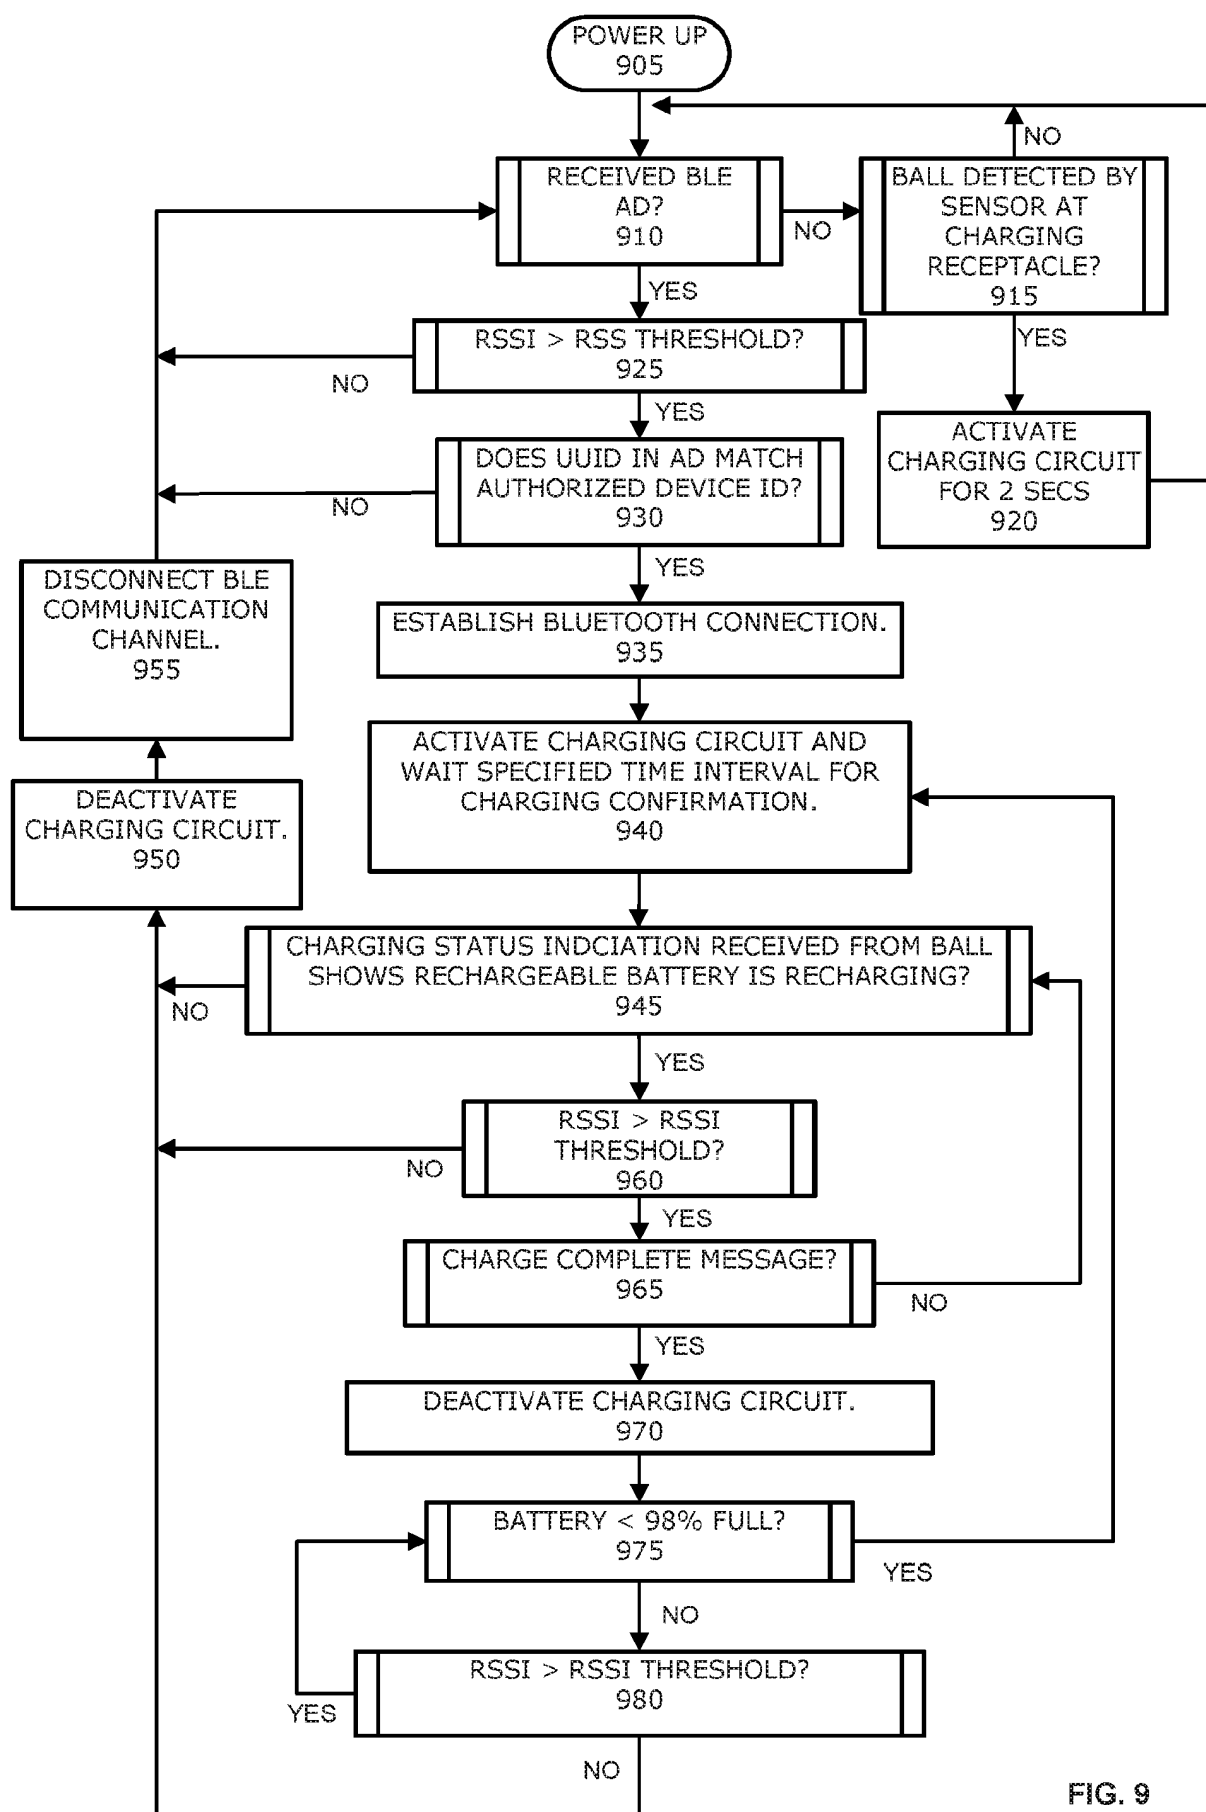 POWER UP
905
NO
RECEIVED BLE
AD?
910
NO
BALL DETECTED BY
SENSOR AT
CHARGING
RECEPTACLE?
915
YES
YES
RSSI > RSS THRESHOLD?
925
NO
YES
ACTIVATE
CHARGING CIRCUIT
FOR 2 SECS
920
DOES UUID IN AD MATCH
AUTHORIZED DEVICE ID?
930
NO
YES
DISCONNECT BLE
COMMUNICATION
CHANNEL.
955
ESTABLISH BLUETOOTH CONNECTION.
935
ACTIVATE CHARGING CIRCUIT AND
WAIT SPECIFIED TIME INTERVAL FOR
CHARGING CONFIRMATION.
940
DEACTIVATE
CHARGING CIRCUIT.
950
CHARGING STATUS INDCIATION RECEIVED FROM BALL
SHOWS RECHARGEABLE BATTERY IS RECHARGING?
945
NO
YES
RSSI > RSSI
THRESHOLD?
960
NO
YES
CHARGE COMPLETE MESSAGE?
965
NO
YES
DEACTIVATE CHARGING CIRCUIT.
970
BATTERY < 98% FULL?
975
YES
NO
RSSI > RSSI THRESHOLD?
980
YES
NO
FIG. 9